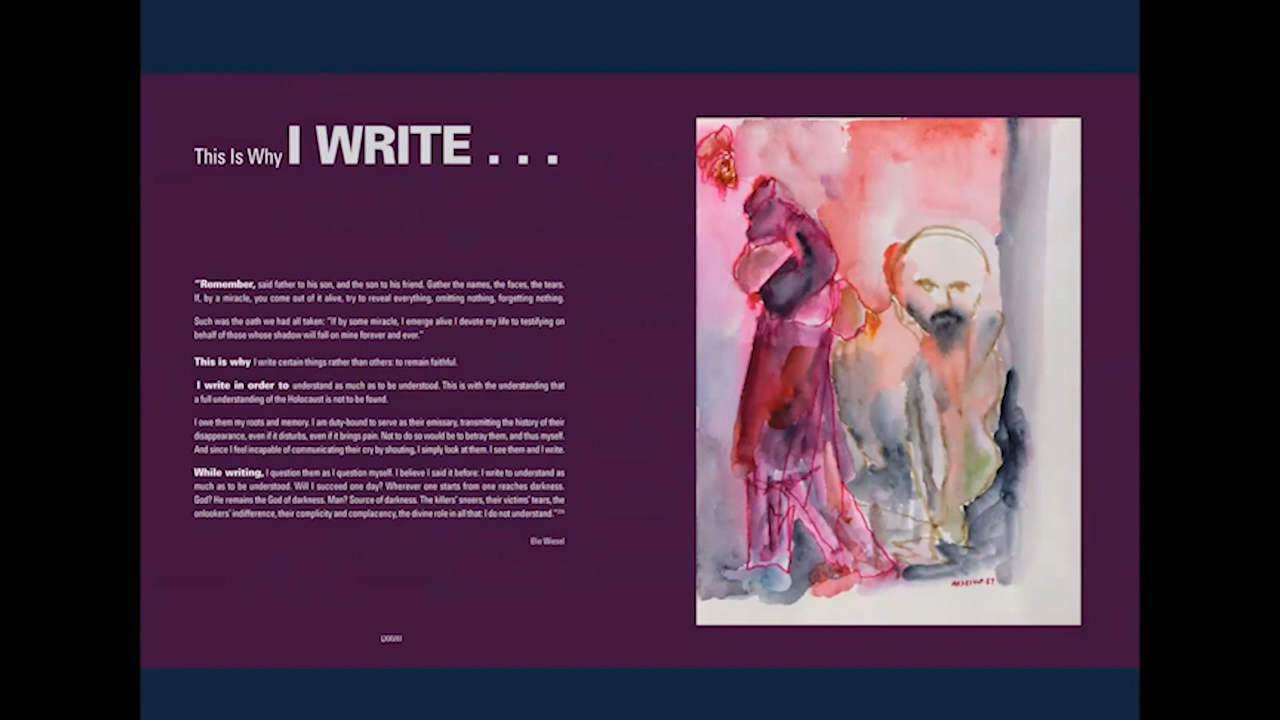 This Is Why I WRITE . . .
"Remember, said father to his son, and the son to his friend. Gather the names, the faces, the tears.
If, by a miracle, you come out of it alive, try to reveal everything, omitting nothing, forgetting nothing.
Such was the oath we had all taken: "If by some miracle, I emerge alive I devote my life to testifying on
behalf of those whose shadow will fall on mine forever and ever."
This is why I write certain things rather than others: to remain faithful.
I write in order to understand as much as to be understood. This is with the understanding that
a full understanding of the Holocaust is not to be found.
I owe them my roots and memory. I am duty-bound to serve as their emissary, transmitting the history of their
disappearance, even if it disturbs, even if it brings pain. Not to do so would be to betray them, and thus myself.
And since I feel incapable of communicating their cry by shouting, I simply look at them. I see them and I write.
While writing, I question them as I question myself. I believe I said it before: I write to understand as
much as to be understood. Will I succeed one day? Wherever one starts from one reaches darkness.
God? He remains the God of darkness. Man? Source of darkness. The killers' sneers, their victims' tears, the
onlookers' indifference, their complicity and complacency, the divine role in all that: I do not understand."
Elie Wiesel